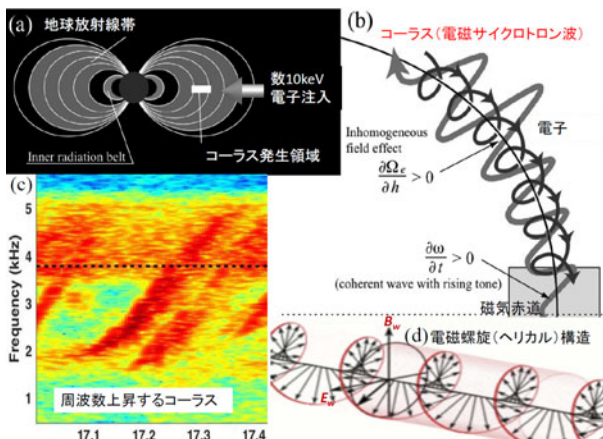 (a)
地球放射線帯
数10keV
電子注入
Inner radiation belt
コーラス発生領域
(b)
コーラス(電磁サイクロトロン波)
電子
Inhomogeneous
field effect
∂Ωe/∂h > 0
∂ω/∂t > 0
(coherent wave with rising tone)
磁気赤道
(c)
Frequency (kHz)
5
4
3
2
1
周波数上昇するコーラス
17.1 17.2 17.3 17.4
(d) 電磁螺旋(ヘリカル)構造
Bw
Ew